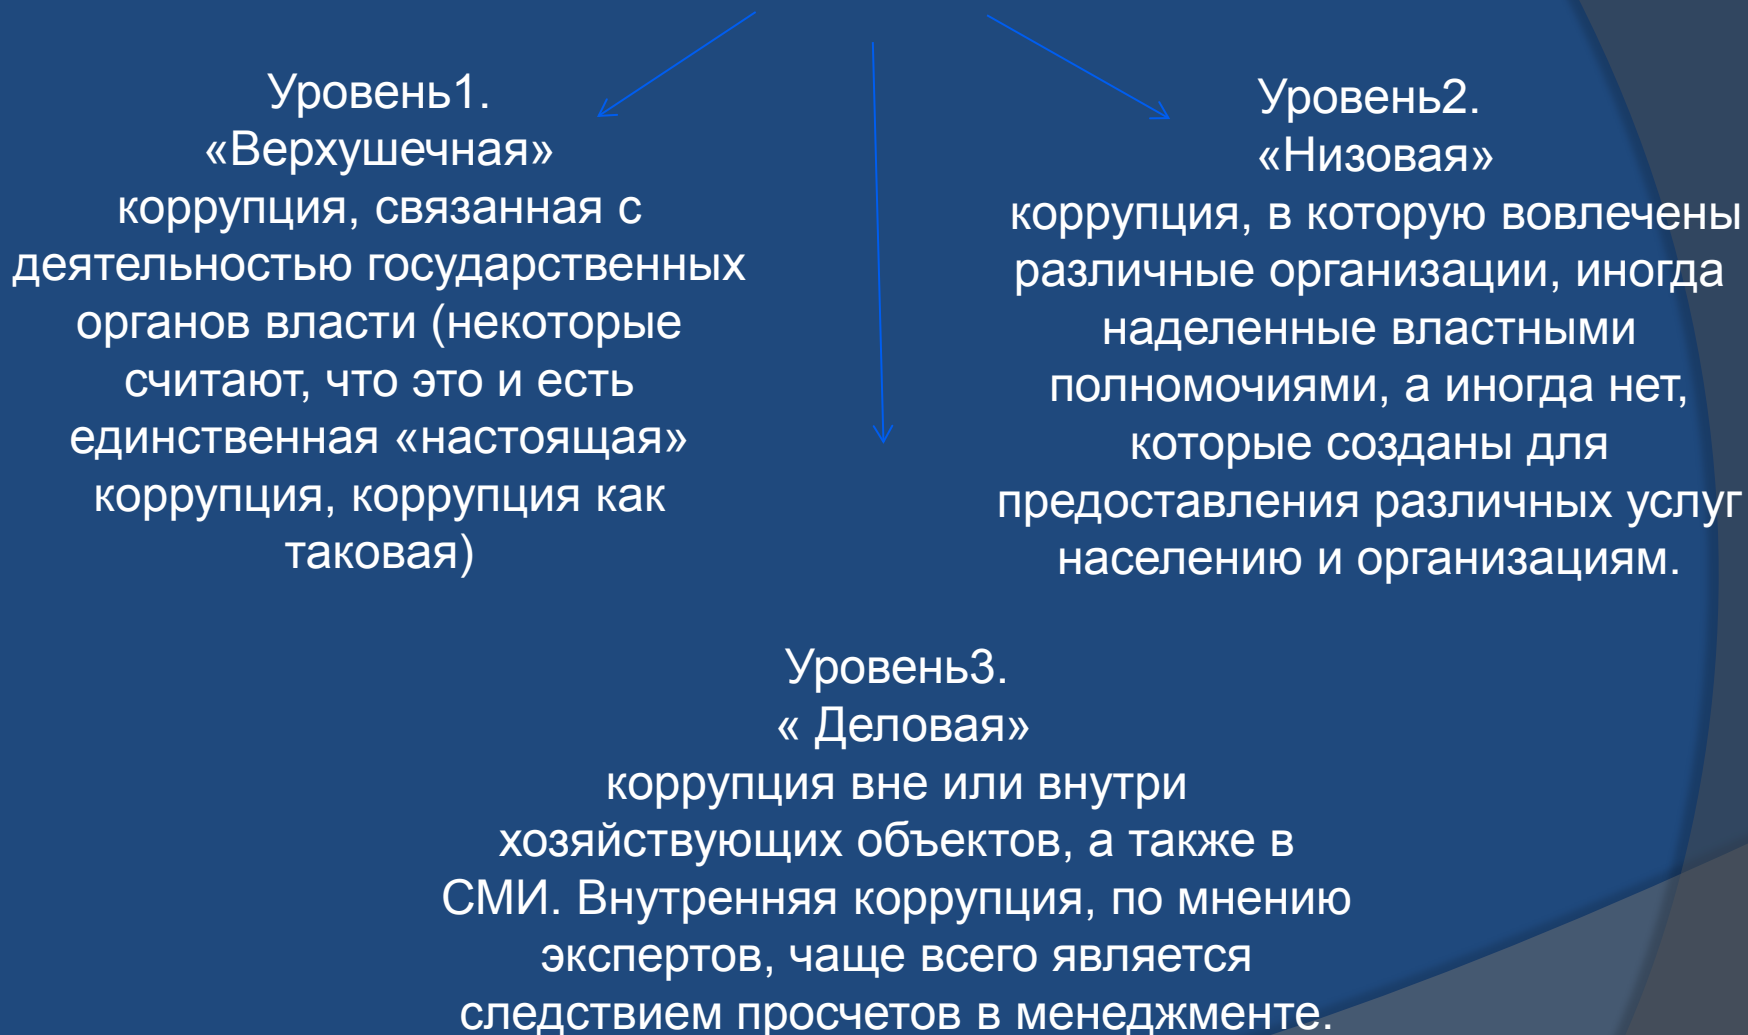 Уровень1.
«Верхушечная»
коррупция, связанная с
деятельностью государственных
органов власти (некоторые
считают, что это и есть
единственная «настоящая»
коррупция, коррупция как
таковая)
Уровень2.
«Низовая»
коррупция, в которую вовлечены
различные организации, иногда
наделенные властными
полномочиями, а иногда нет,
которые созданы для
предоставления различных услуг
населению и организациям.
Уровень3.
« Деловая»
коррупция вне или внутри
хозяйствующих объектов, а также в
СМИ. Внутренняя коррупция, по мнению
экспертов, чаще всего является
следствием просчетов в менеджменте.